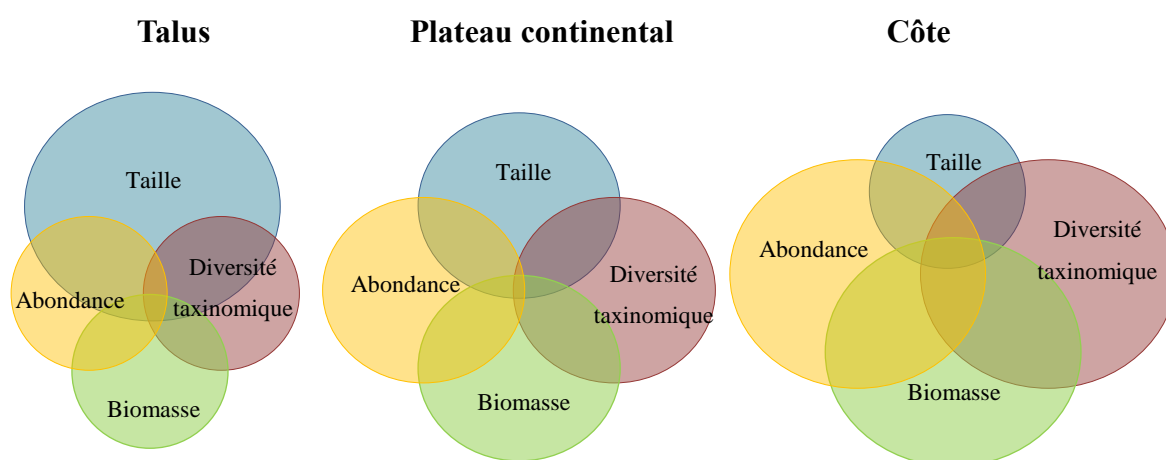 Talus
Plateau continental
Côte
Taille
Abondance
Diversité
taxinomique
Biomasse
Taille
Abondance
Diversité
taxinomique
Biomasse
Taille
Abondance
Diversité
taxinomique
Biomasse